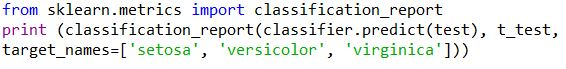 from sklearn.metrics import classification_report
print (classification_report(classifier.predict(test), t_test,
target_names=['setosa', 'versicolor', 'virginica']))